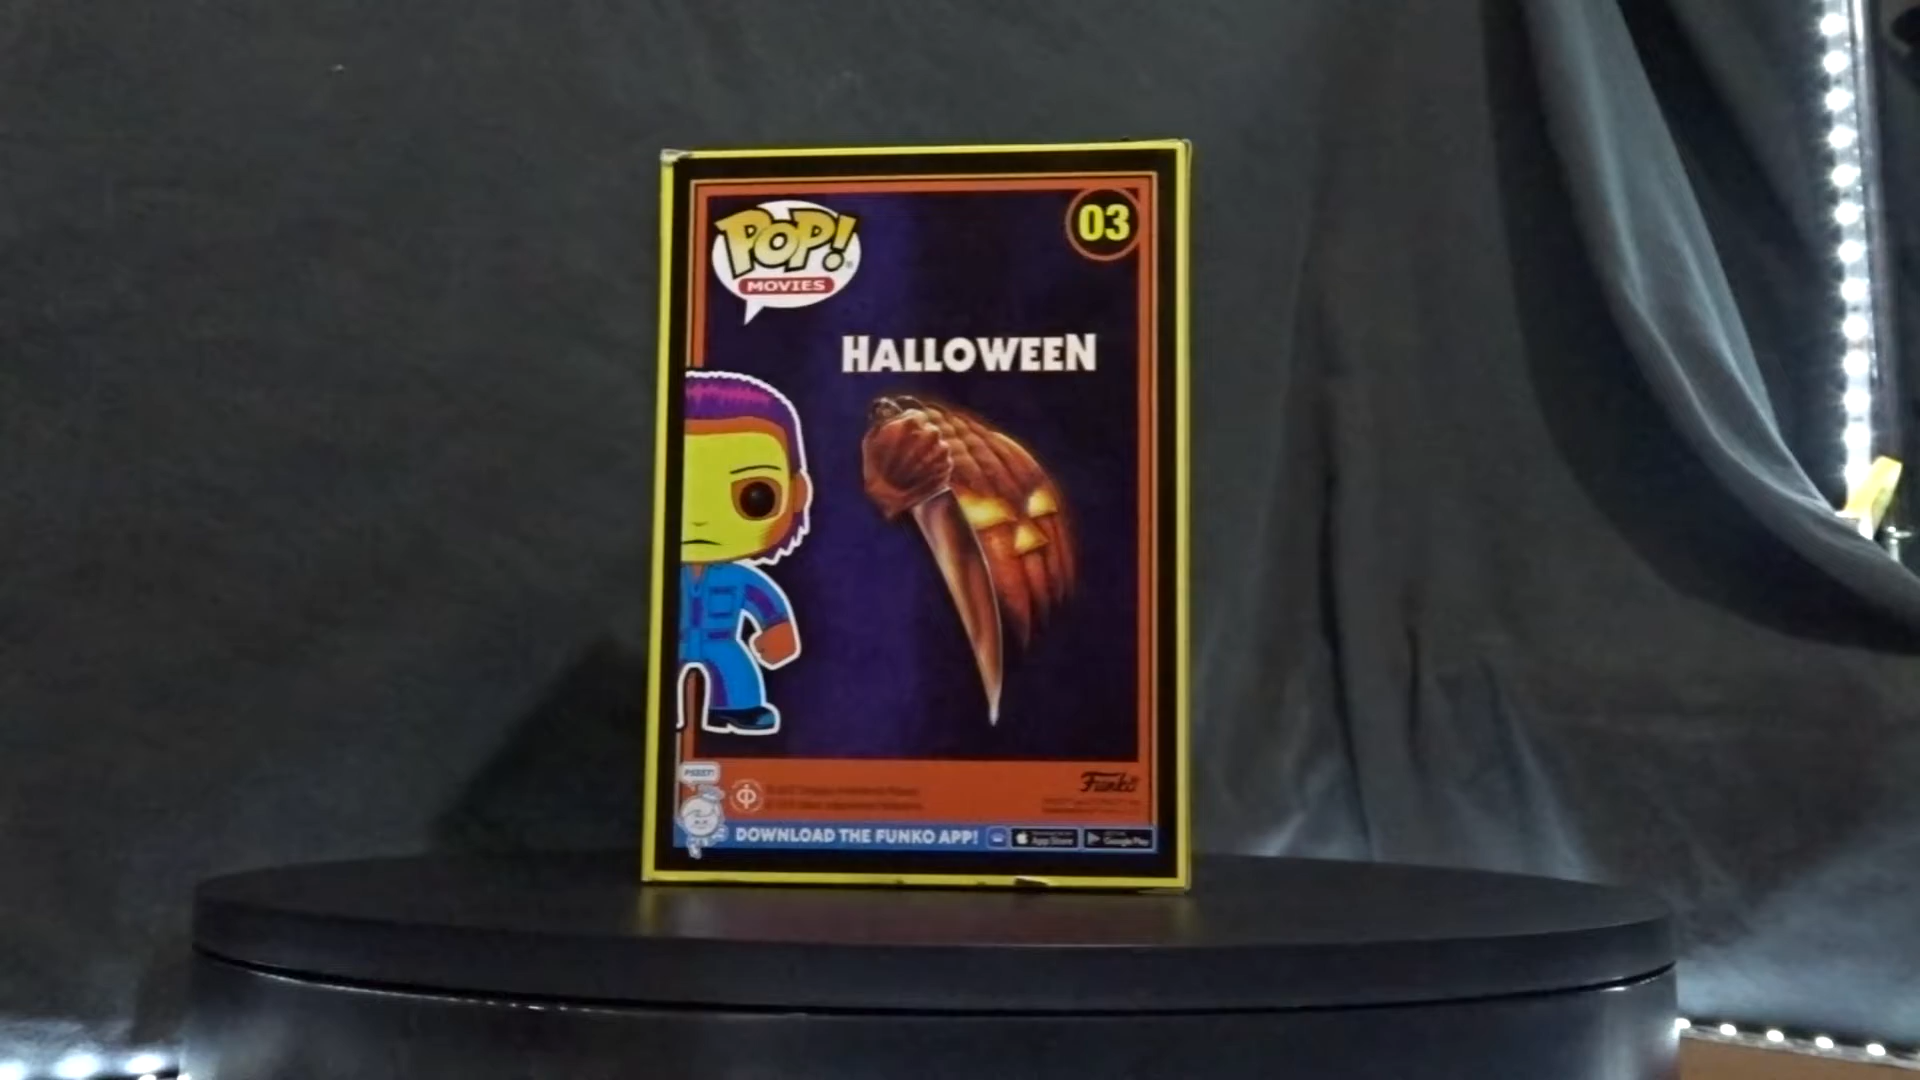 POP!
MOVIES
03
HALLOWEEN
PSSST!
Funko
DOWNLOAD THE FUNKO APP!
App Store
Google Play